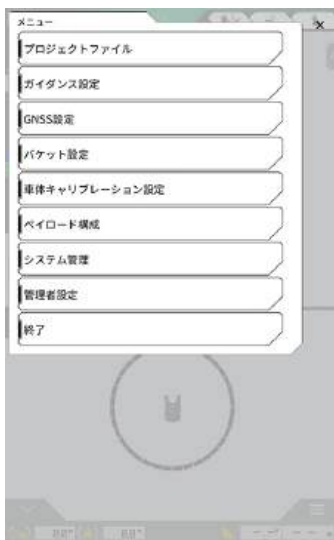 メニュー
×
プロジェクトファイル
ガイダンス設定
GNSS設定
バケット設定
車体キャリブレーション設定
ペイロード構成
システム管理
管理者設定
終了